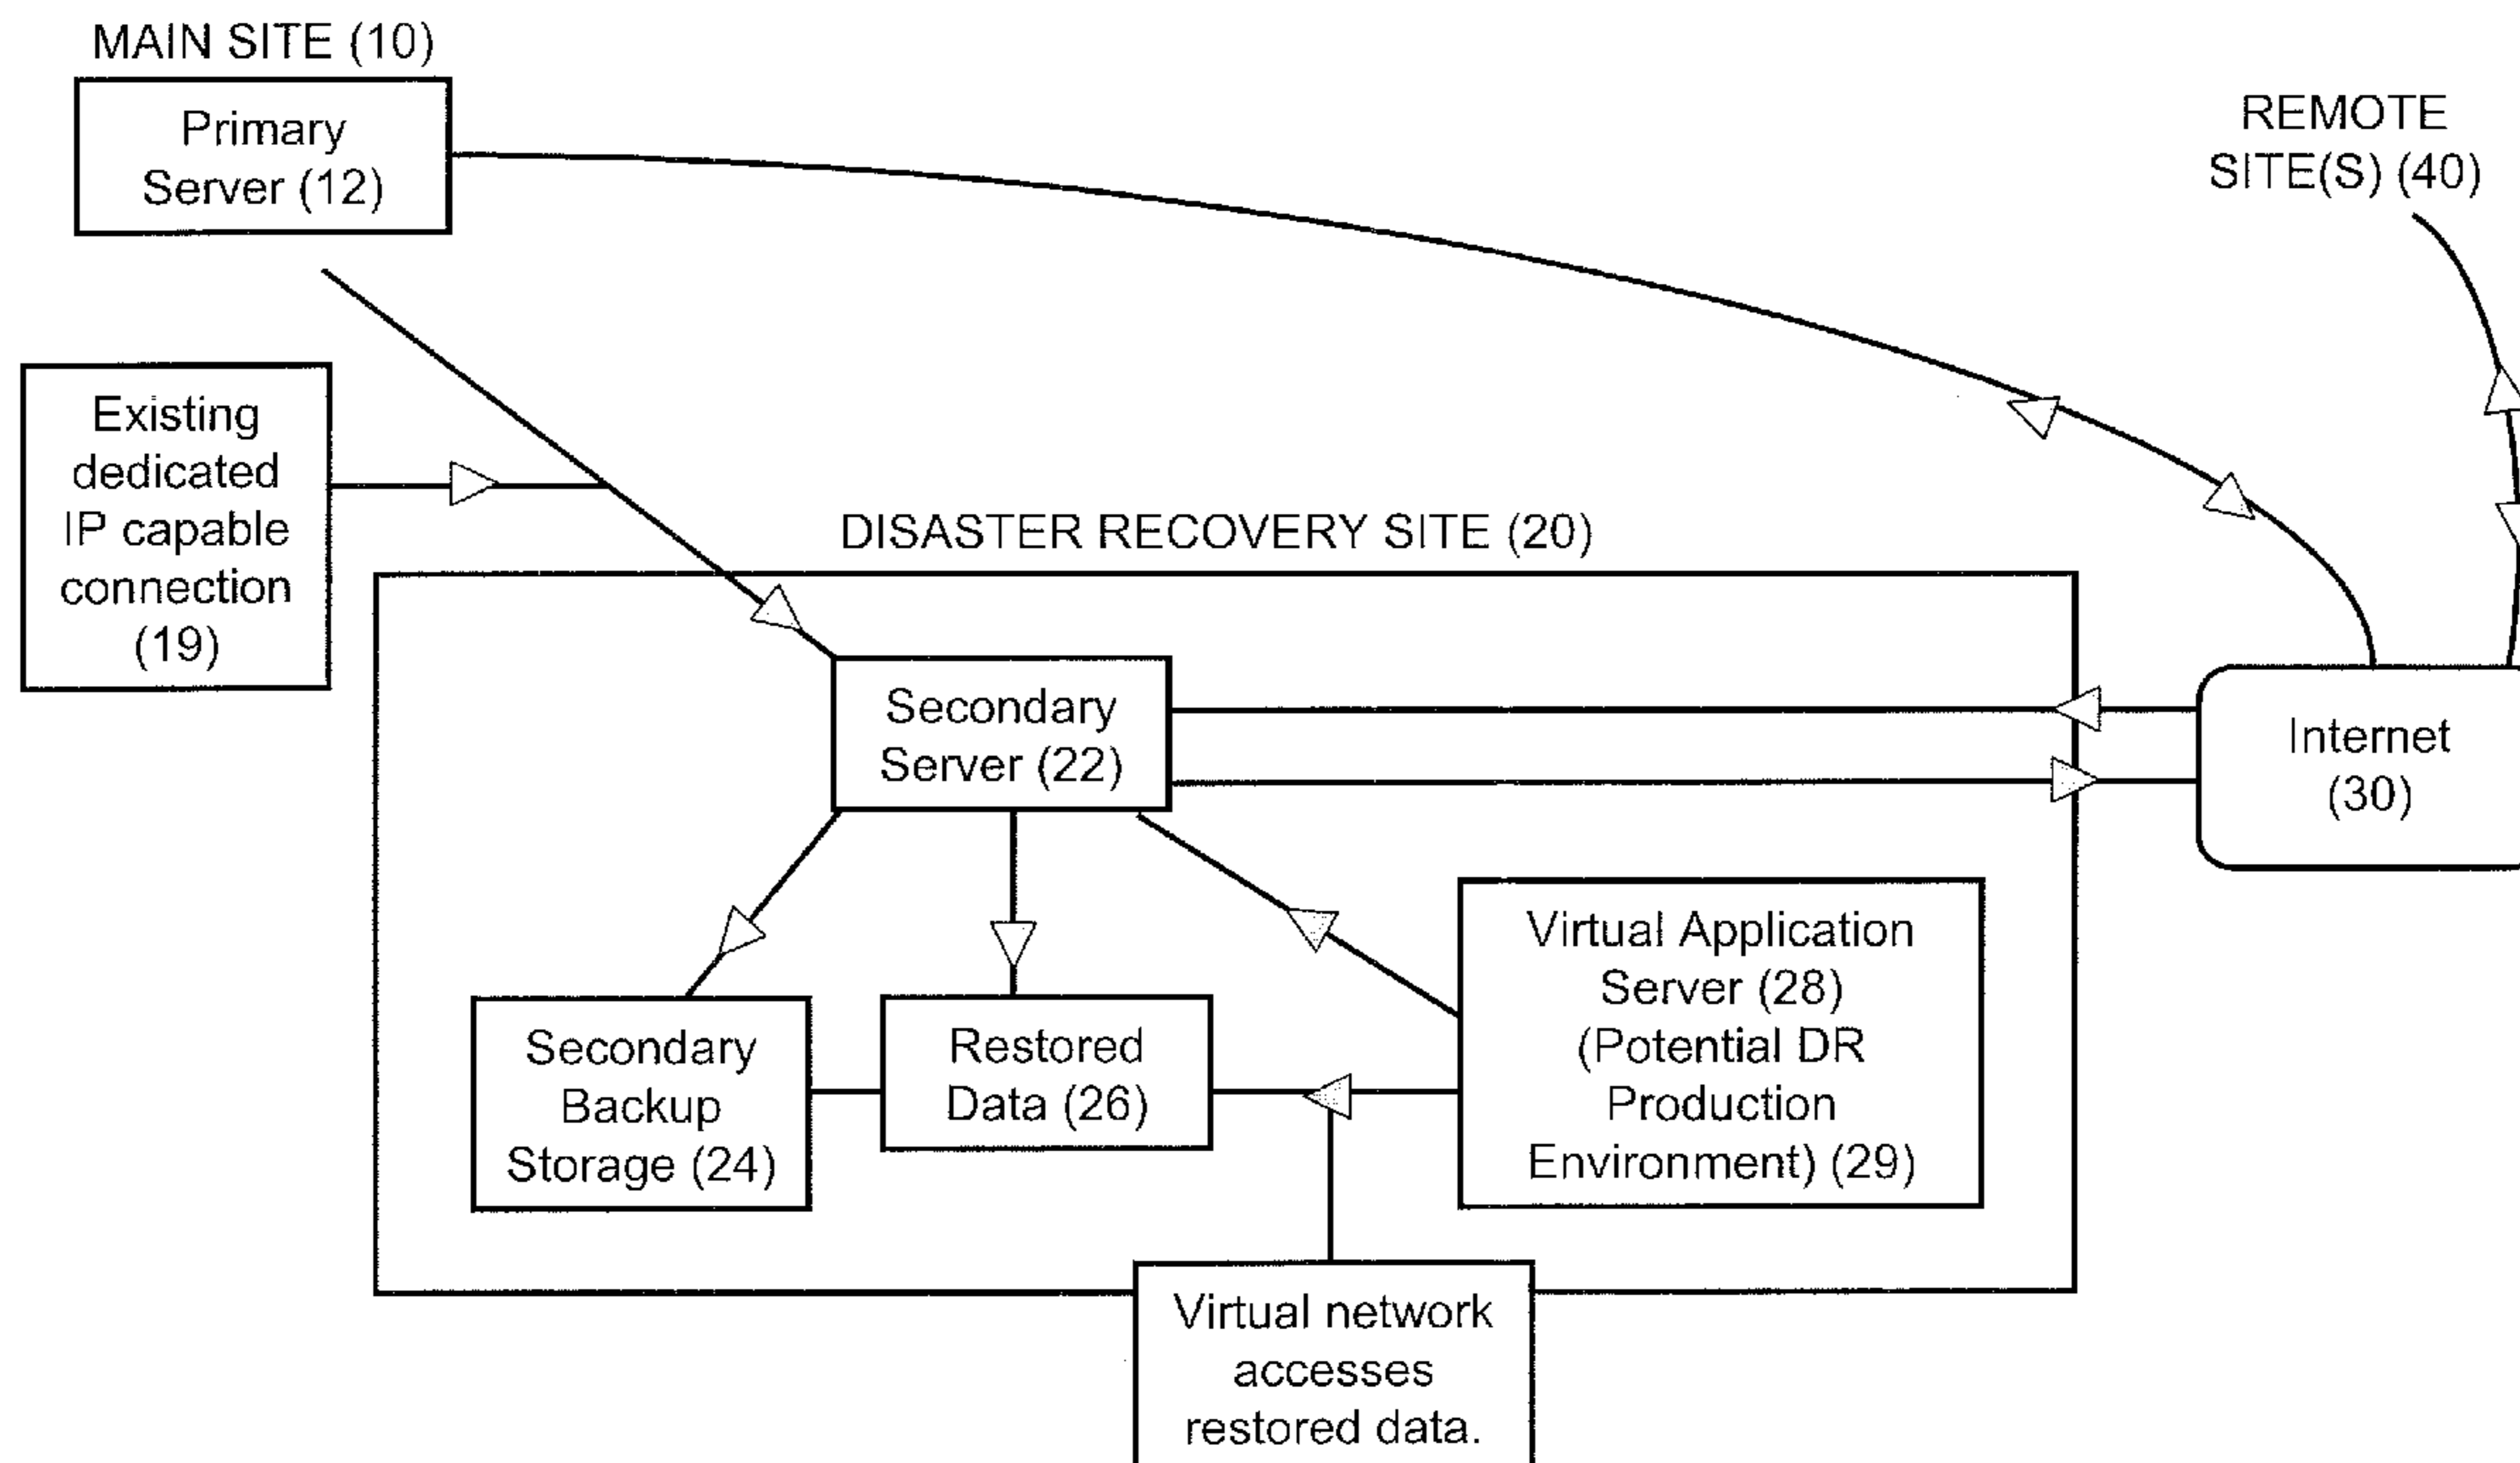 MAIN SITE (10)
Primary
Server (12)
REMOTE
SITE(S) (40)
Existing
dedicated
IP capable
connection
(19)
DISASTER RECOVERY SITE (20)
Secondary
Server (22)
Internet
(30)
Virtual Application
Server (28)
(Potential DR
Production
Environment) (29)
Secondary
Backup
Storage (24)
Restored
Data (26)
Virtual network
accesses
restored data.